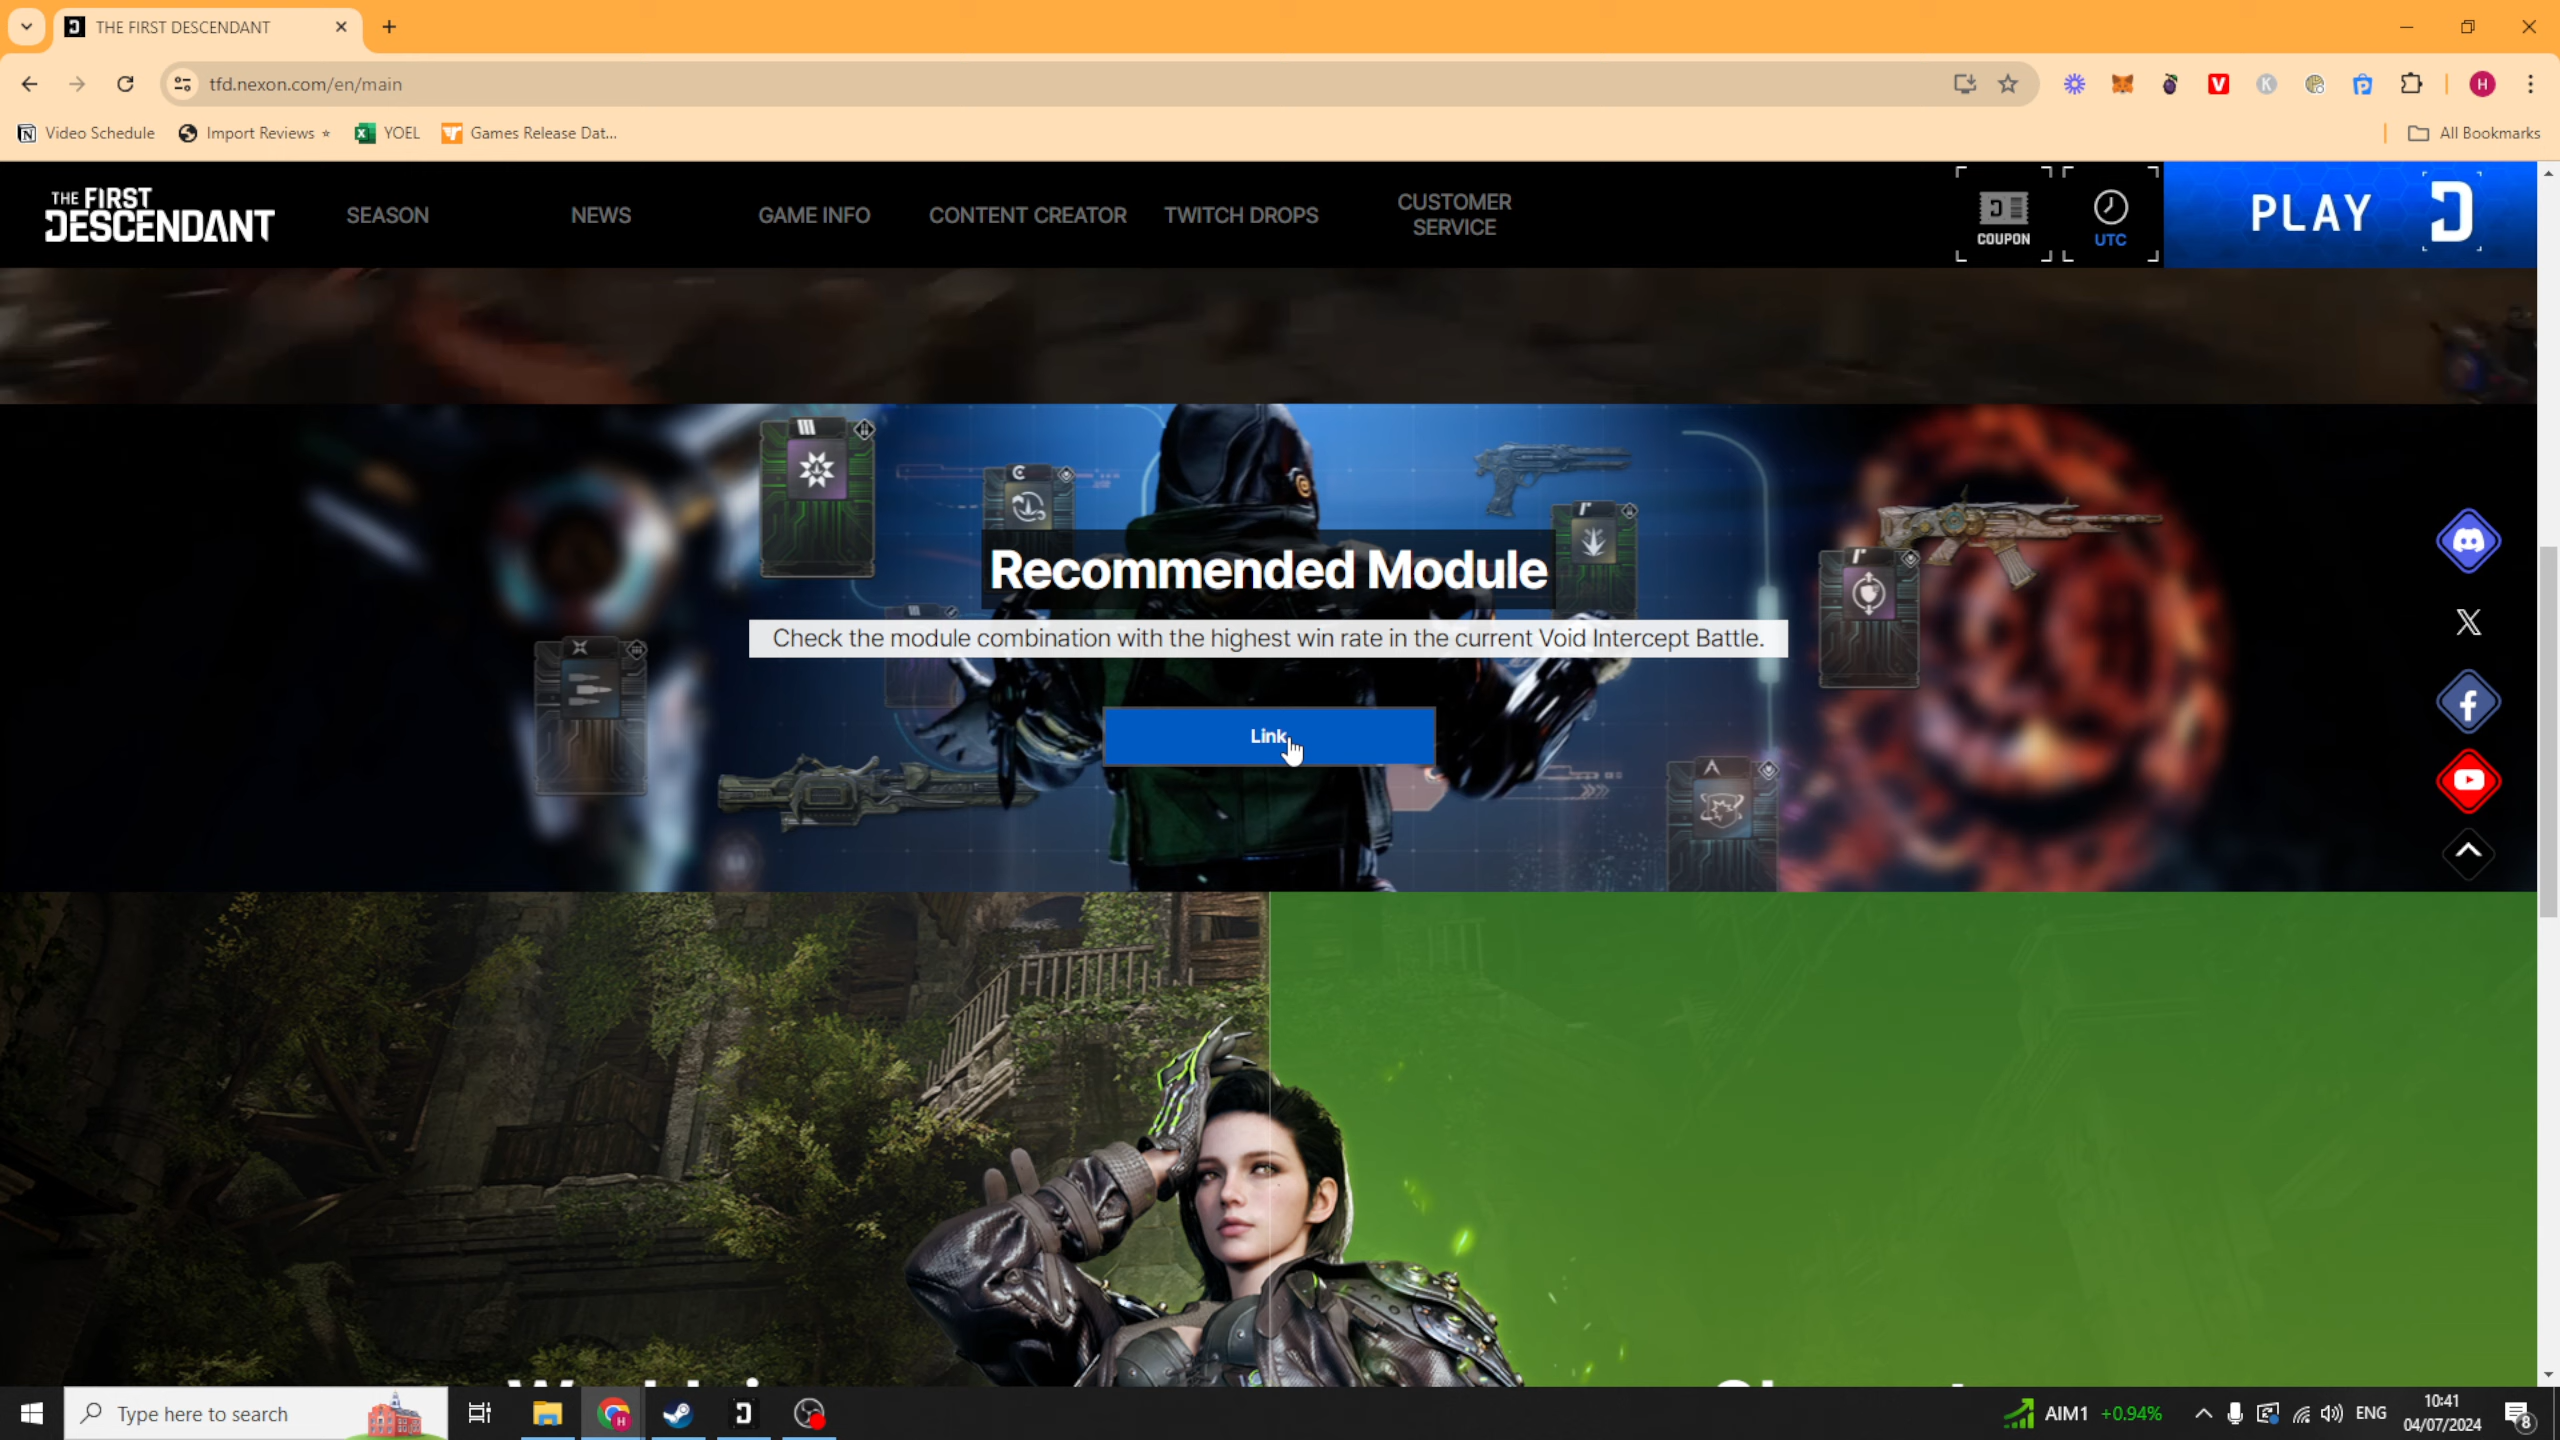 THE FIRST DESCENDANT
tfd.nexon.com/en/main
H
Video Schedule
Import Reviews ⭑
YOEL
Games Release Dat...
All Bookmarks
THE FIRST
DESCENDANT
SEASON
NEWS
GAME INFO
CONTENT CREATOR
TWITCH DROPS
CUSTOMER
SERVICE
COUPON
UTC
PLAY
Recommended Module
Check the module combination with the highest win rate in the current Void Intercept Battle.
Link
Type here to search
AIM1 +0.94%
ENG
10:41
04/07/2024
8